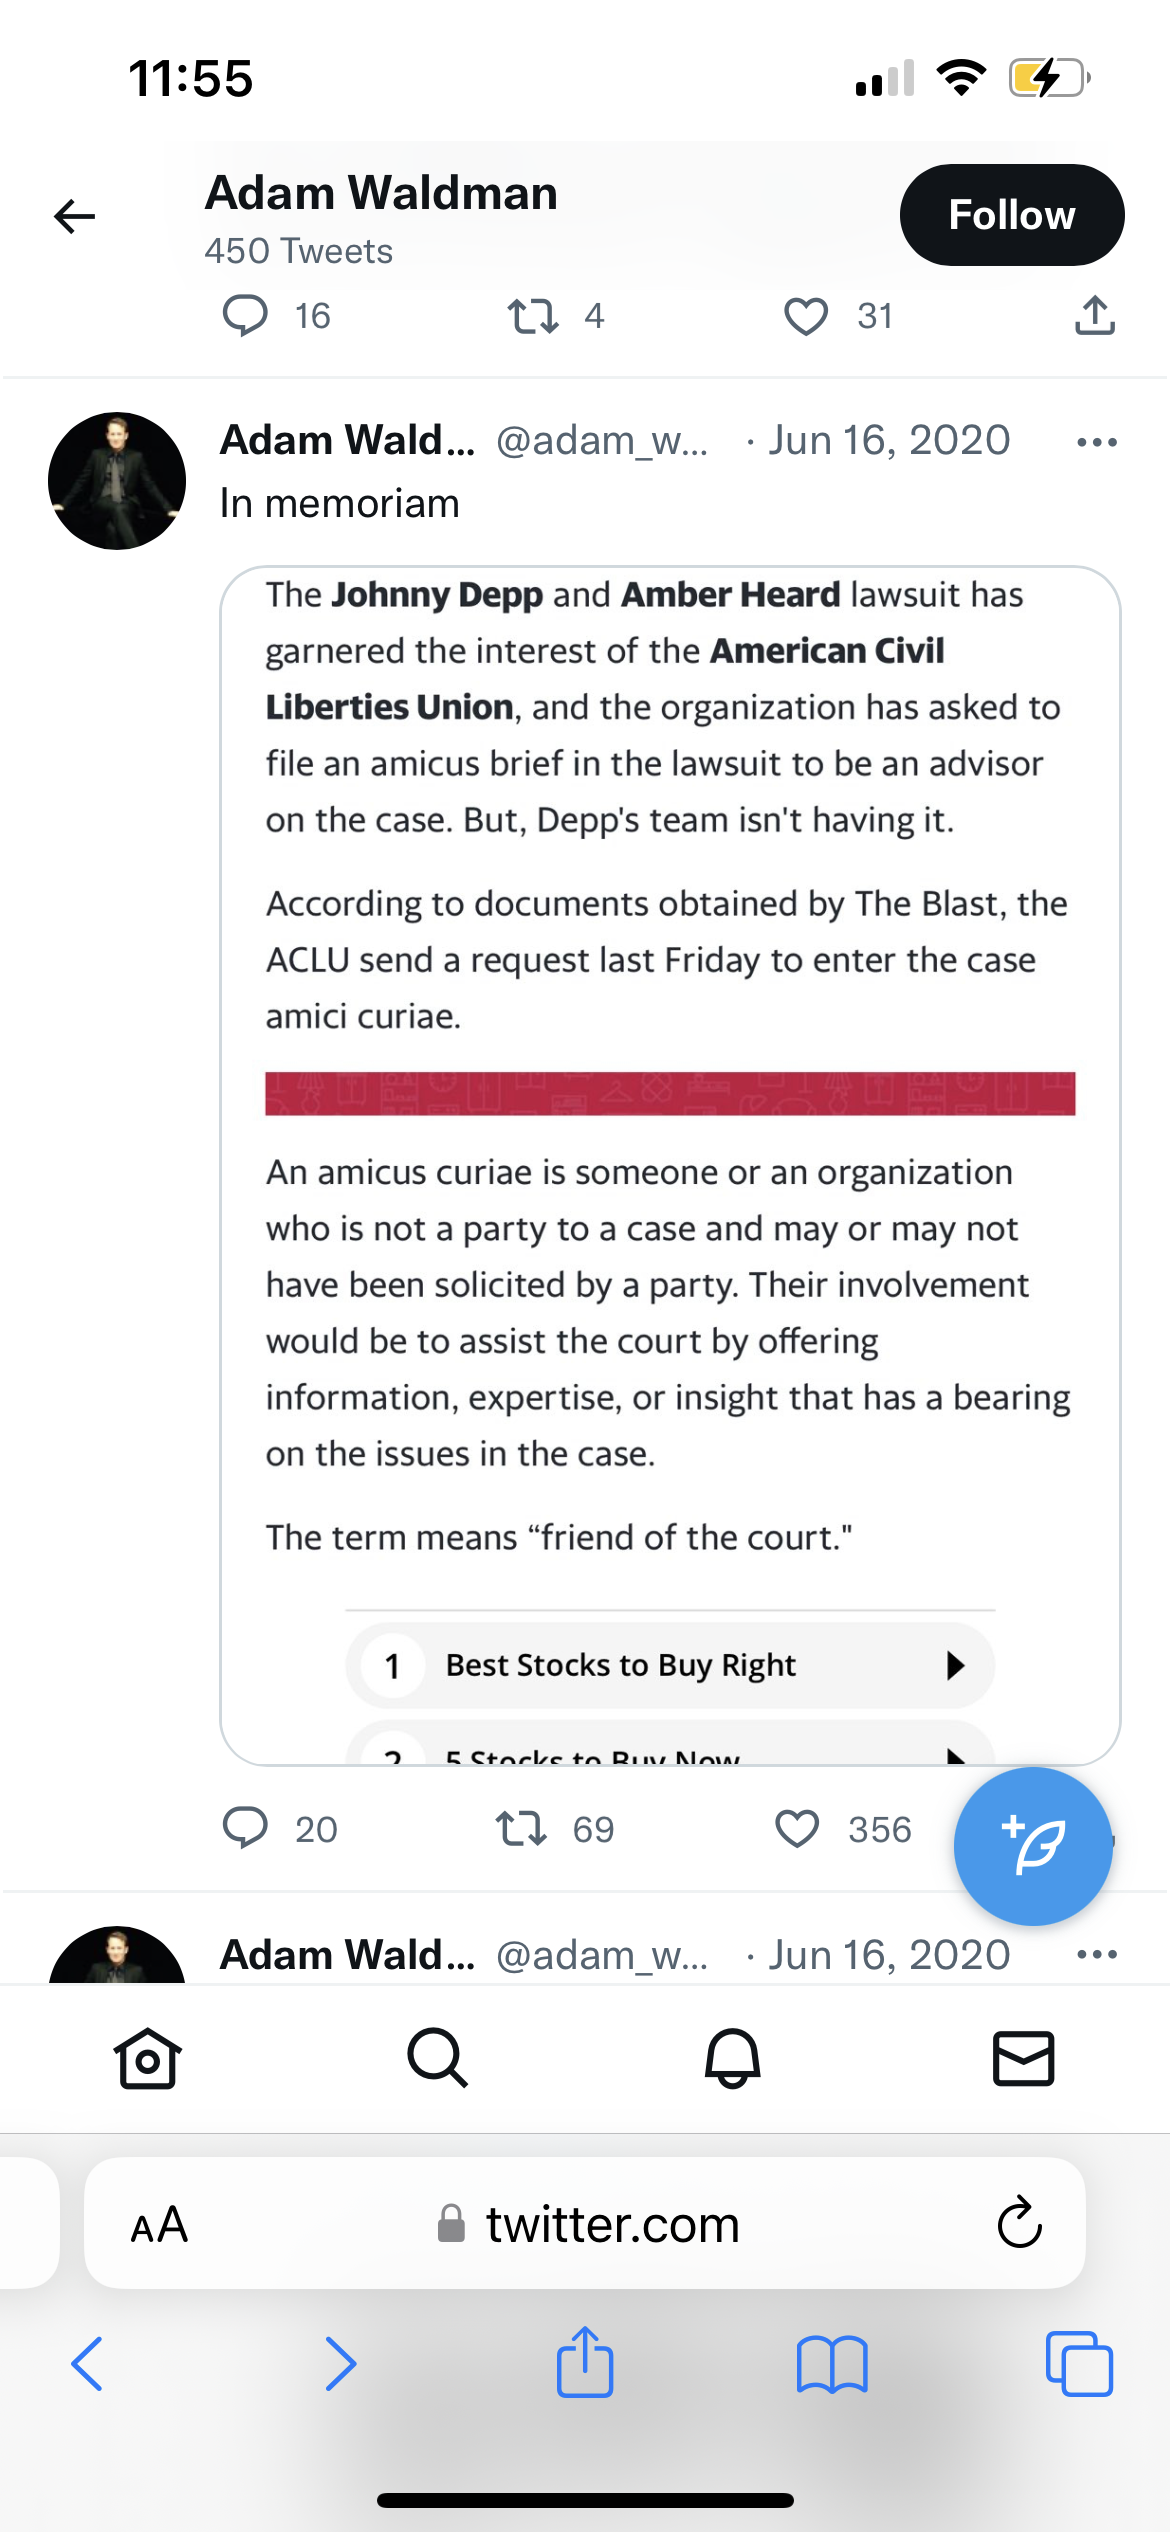 11:55
Adam Waldman
450 Tweets
Follow
16 4 31
Adam Wald... @adam_w... · Jun 16, 2020
In memoriam
The Johnny Depp and Amber Heard lawsuit has
garnered the interest of the American Civil
Liberties Union, and the organization has asked to
file an amicus brief in the lawsuit to be an advisor
on the case. But, Depp's team isn't having it.
According to documents obtained by The Blast, the
ACLU send a request last Friday to enter the case
amici curiae.
An amicus curiae is someone or an organization
who is not a party to a case and may or may not
have been solicited by a party. Their involvement
would be to assist the court by offering
information, expertise, or insight that has a bearing
on the issues in the case.
The term means “friend of the court."
1 Best Stocks to Buy Right
2 5 Stocks to Buy Now
20 69 356
Adam Wald... @adam_w... · Jun 16, 2020
AA twitter.com